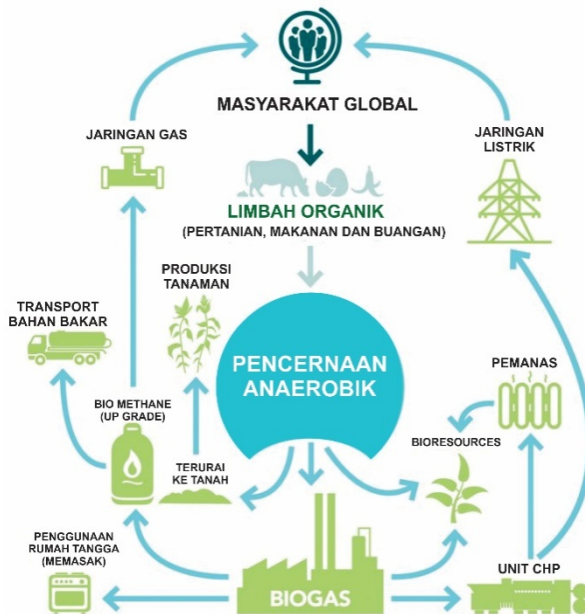 MASYARAKAT GLOBAL
JARINGAN GAS
JARINGAN
LISTRIK
LIMBAH ORGANIK
(PERTANIAN, MAKANAN DAN BUANGAN)
PRODUKSI
TANAMAN
TRANSPORT
BAHAN BAKAR
PENCERNAAN
ANAEROBIK
PEMANAS
BIO METHANE
(UP GRADE)
TERURAI
KE TANAH
BIORESOURCES
PENGGUNAAN
RUMAH TANGGA
(MEMASAK)
BIOGAS
UNIT CHP